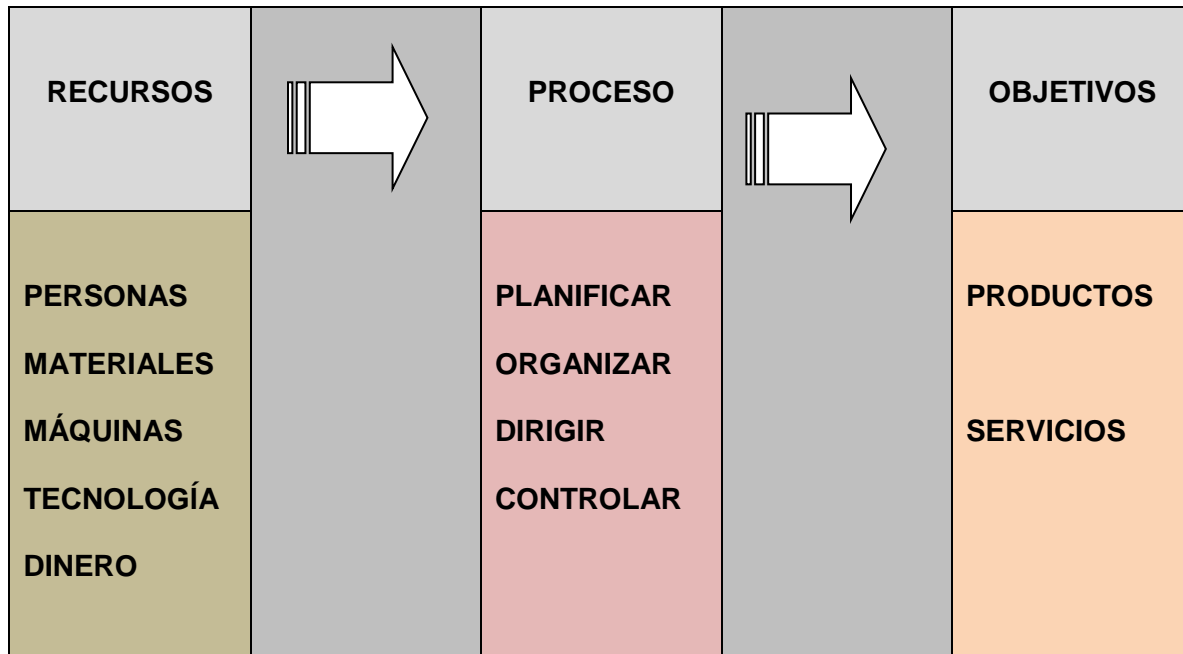 RECURSOS
PROCESO
OBJETIVOS
PERSONAS
MATERIALES
MÁQUINAS
TECNOLOGÍA
DINERO
PLANIFICAR
ORGANIZAR
DIRIGIR
CONTROLAR
PRODUCTOS
SERVICIOS